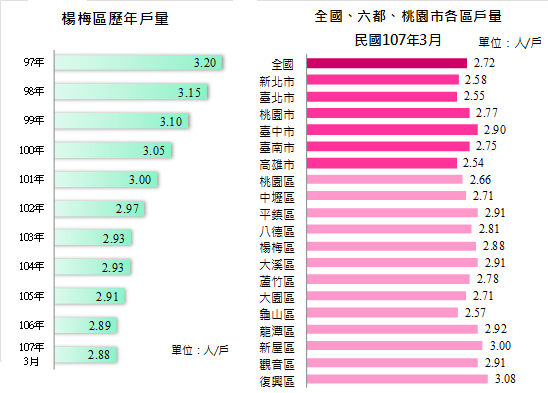 楊梅區歷年戶量
97年 3.20
98年 3.15
99年 3.10
100年 3.05
101年 3.00
102年 2.97
103年 2.93
104年 2.93
105年 2.91
106年 2.89
107年
3月 2.88
單位：人/戶
全國、六都、桃園市各區戶量
民國107年3月
單位：人/戶
全國 2.72
新北市 2.58
臺北市 2.55
桃園市 2.77
臺中市 2.90
臺南市 2.75
高雄市 2.54
桃園區 2.66
中壢區 2.71
平鎮區 2.91
八德區 2.81
楊梅區 2.88
大溪區 2.91
蘆竹區 2.78
大園區 2.71
龜山區 2.57
龍潭區 2.92
新屋區 3.00
觀音區 2.91
復興區 3.08